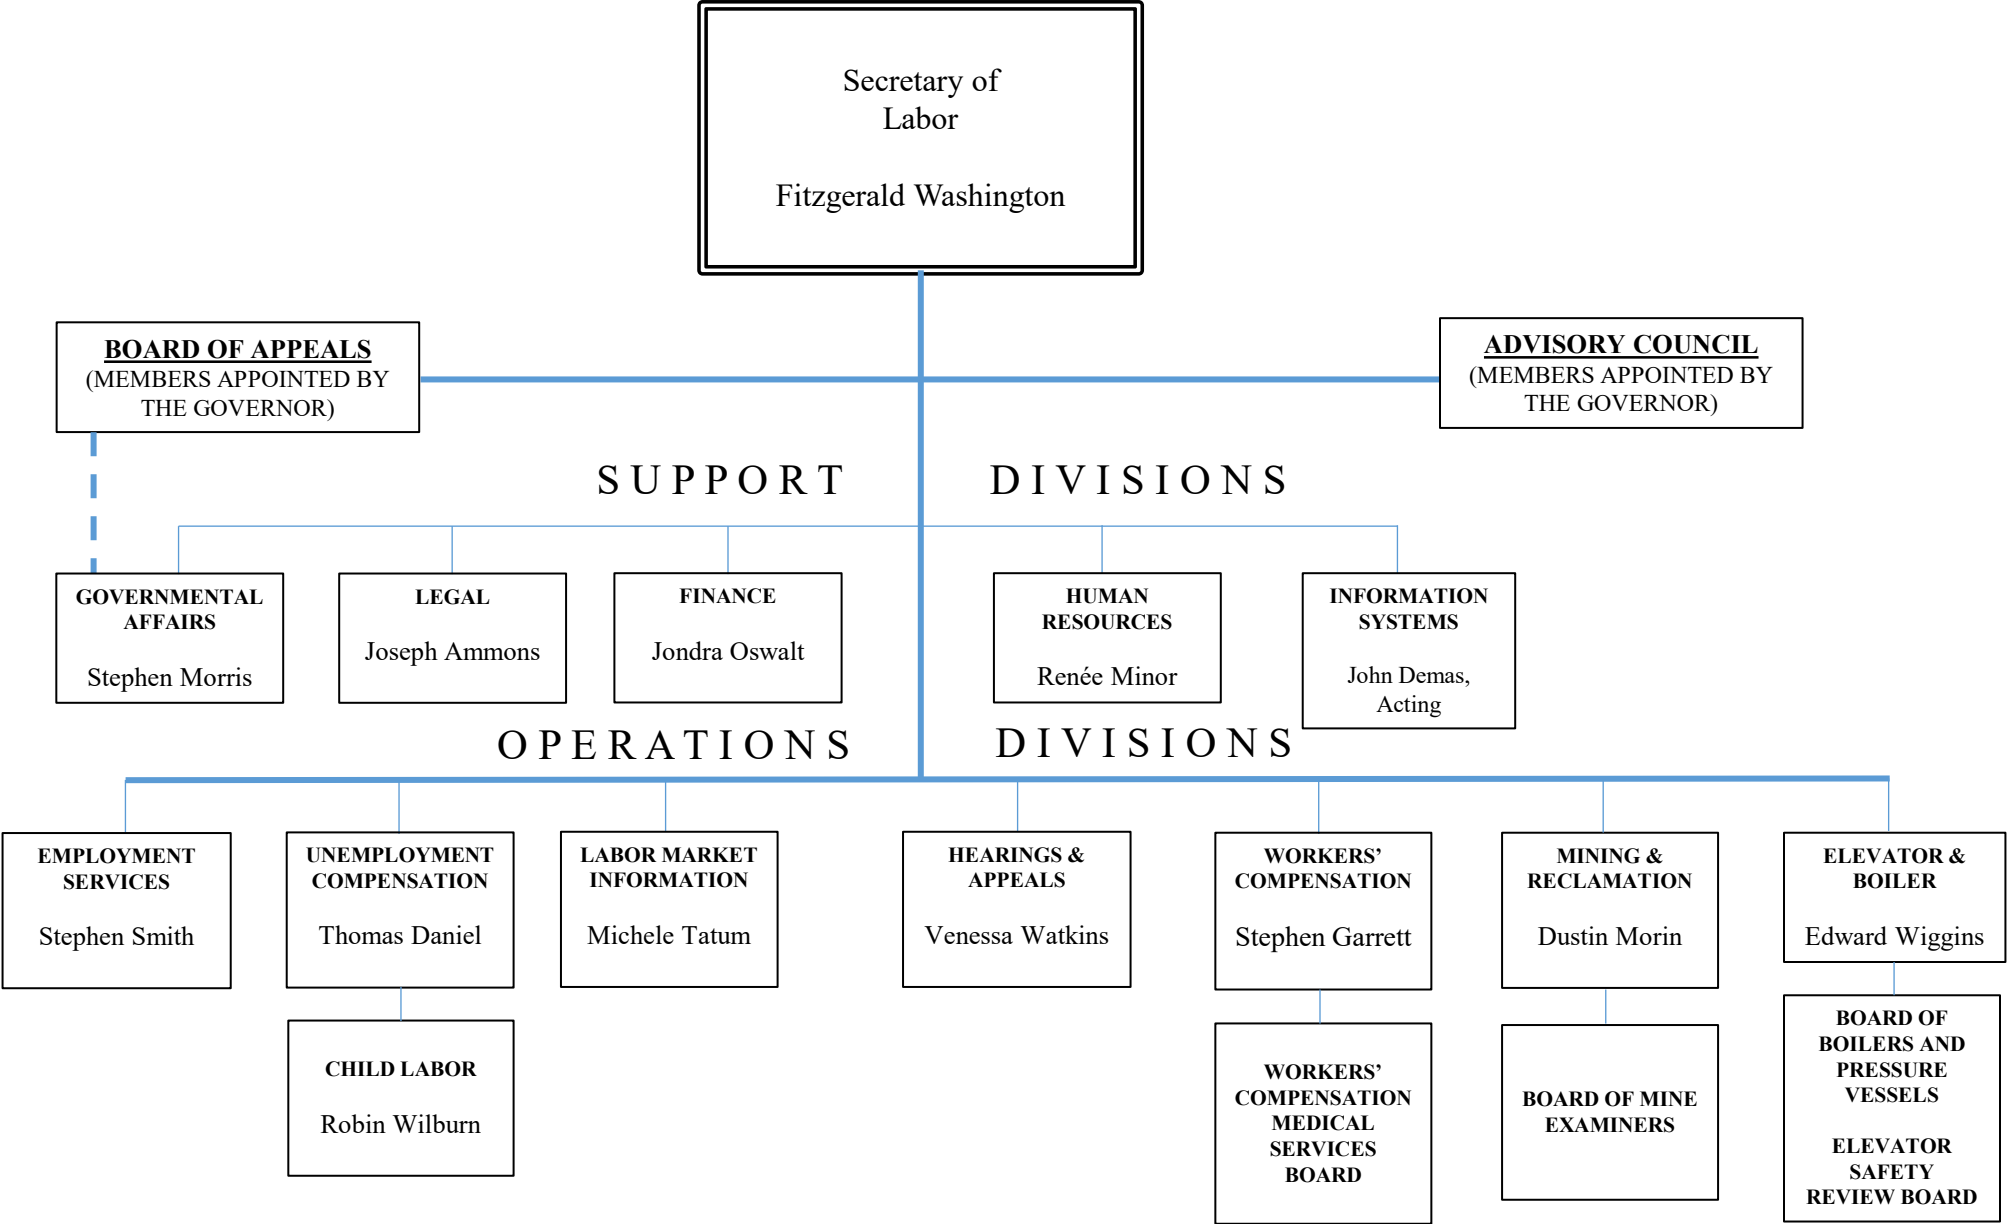 Secretary of
Labor
Fitzgerald Washington
BOARD OF APPEALS
(MEMBERS APPOINTED BY
THE GOVERNOR)
ADVISORY COUNCIL
(MEMBERS APPOINTED BY
THE GOVERNOR)
SUPPORT DIVISIONS
GOVERNMENTAL
AFFAIRS
Stephen Morris
LEGAL
Joseph Ammons
FINANCE
Jondra Oswalt
HUMAN
RESOURCES
Renée Minor
INFORMATION
SYSTEMS
John Demas,
Acting
OPERATIONS DIVISIONS
EMPLOYMENT
SERVICES
Stephen Smith
UNEMPLOYMENT
COMPENSATION
Thomas Daniel
LABOR MARKET
INFORMATION
Michele Tatum
HEARINGS &
APPEALS
Venessa Watkins
WORKERS’
COMPENSATION
Stephen Garrett
MINING &
RECLAMATION
Dustin Morin
ELEVATOR &
BOILER
Edward Wiggins
CHILD LABOR
Robin Wilburn
WORKERS’
COMPENSATION
MEDICAL
SERVICES
BOARD
BOARD OF MINE
EXAMINERS
BOARD OF
BOILERS AND
PRESSURE
VESSELS
ELEVATOR
SAFETY
REVIEW BOARD